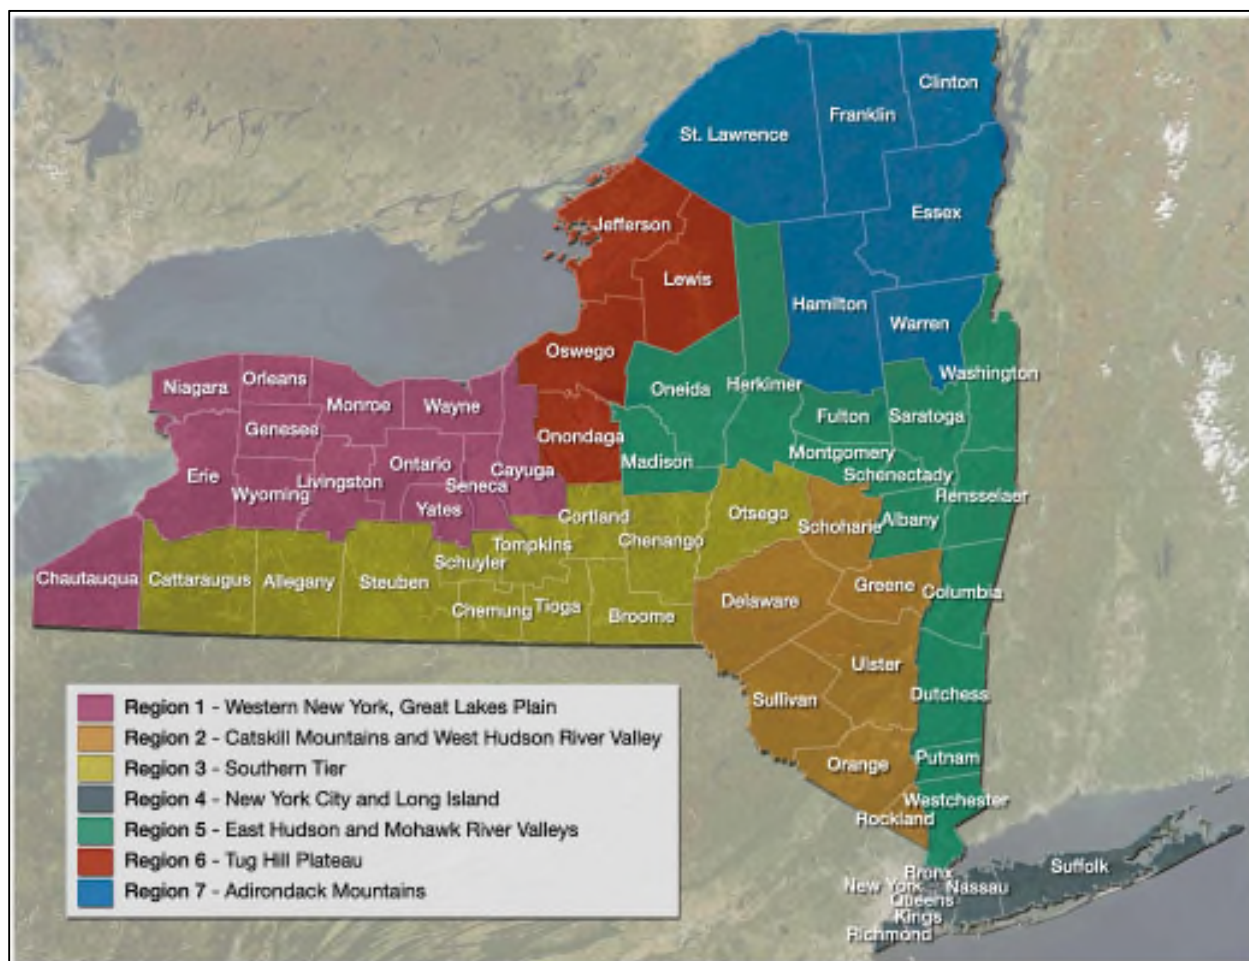 Clinton
Franklin
St. Lawrence
Essex
Jefferson
Lewis
Hamilton
Warren
Oswego
Washington
Niagara
Orleans
Oneida
Herkimer
Monroe
Wayne
Fulton
Saratoga
Genesee
Onondaga
Montgomery
Madison
Ontario
Cayuga
Schenectady
Erie
Livingston
Seneca
Wyoming
Rensselaer
Yates
Cortland
Otsego
Schoharie
Albany
Chenango
Tompkins
Schuyler
Chautauqua
Cattaraugus
Allegany
Steuben
Greene
Columbia
Delaware
Chemung
Tioga
Broome
Ulster
Dutchess
Sullivan
Putnam
Orange
Westchester
Rockland
Suffolk
Bronx
New York
Nassau
Queens
Kings
Richmond
Region 1 - Western New York, Great Lakes Plain
Region 2 - Catskill Mountains and West Hudson River Valley
Region 3 - Southern Tier
Region 4 - New York City and Long Island
Region 5 - East Hudson and Mohawk River Valleys
Region 6 - Tug Hill Plateau
Region 7 - Adirondack Mountains